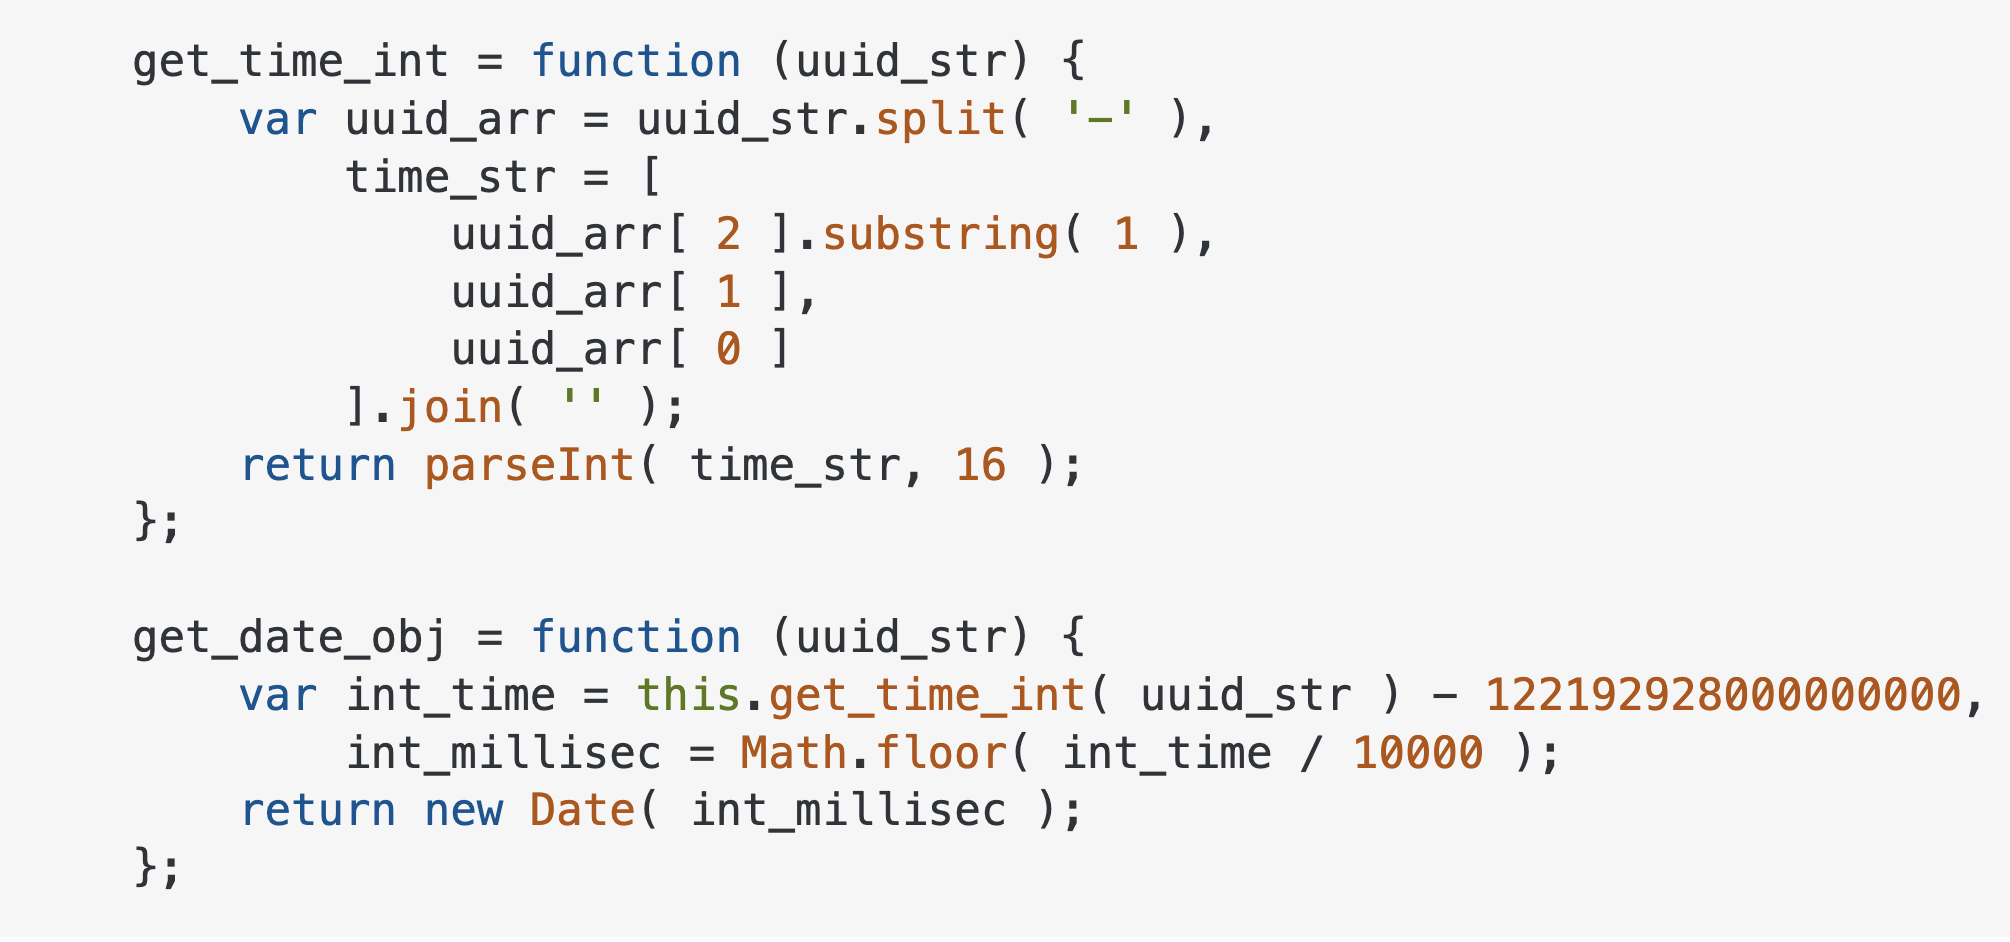 get_time_int = function (uuid_str) {
    var uuid_arr = uuid_str.split( '-' ),
        time_str = [
            uuid_arr[ 2 ].substring( 1 ),
            uuid_arr[ 1 ],
            uuid_arr[ 0 ]
        ].join( '' );
    return parseInt( time_str, 16 );
};

get_date_obj = function (uuid_str) {
    var int_time = this.get_time_int( uuid_str ) - 122192928000000000,
        int_millisec = Math.floor( int_time / 10000 );
    return new Date( int_millisec );
};